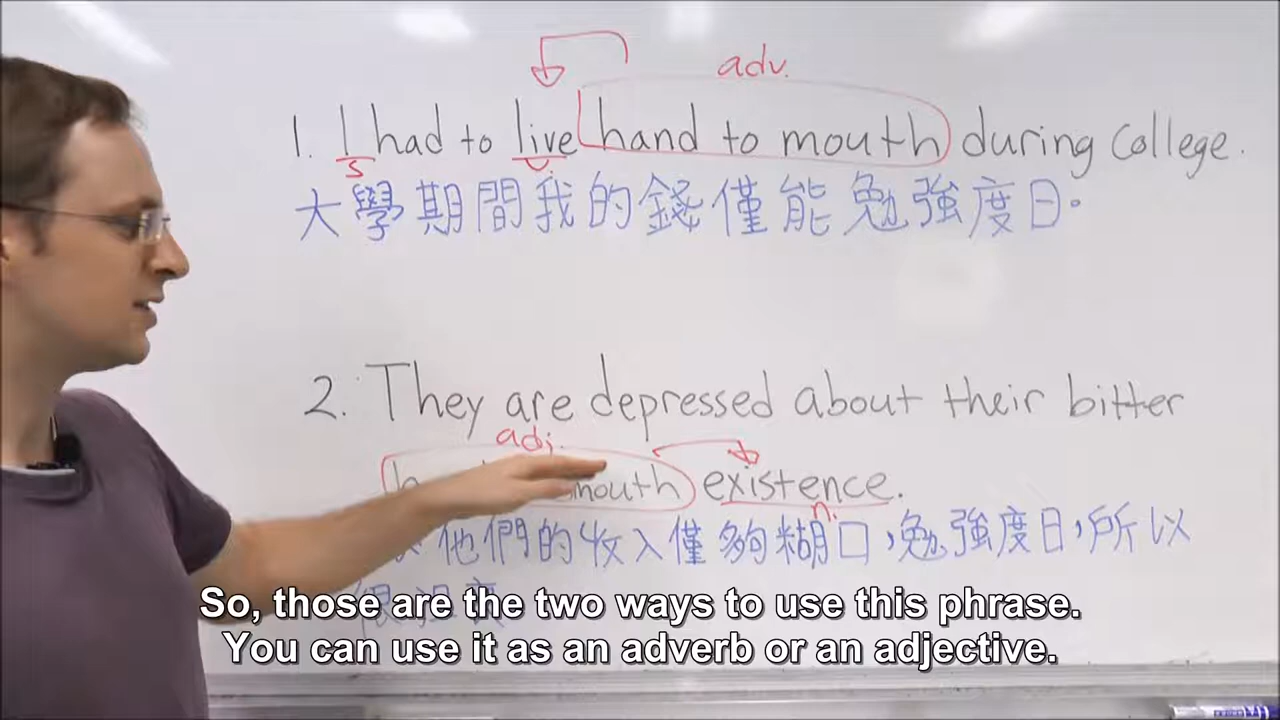 adv.
1. I had to live hand to mouth during College.
s v.
大學期間我的錢僅能勉強度日。
2. They are depressed about their bitter
adj.
mouth existence.
n.
他們的收入僅夠糊口,勉強度日,所以
So, those are the two ways to use this phrase.
You can use it as an adverb or an adjective.